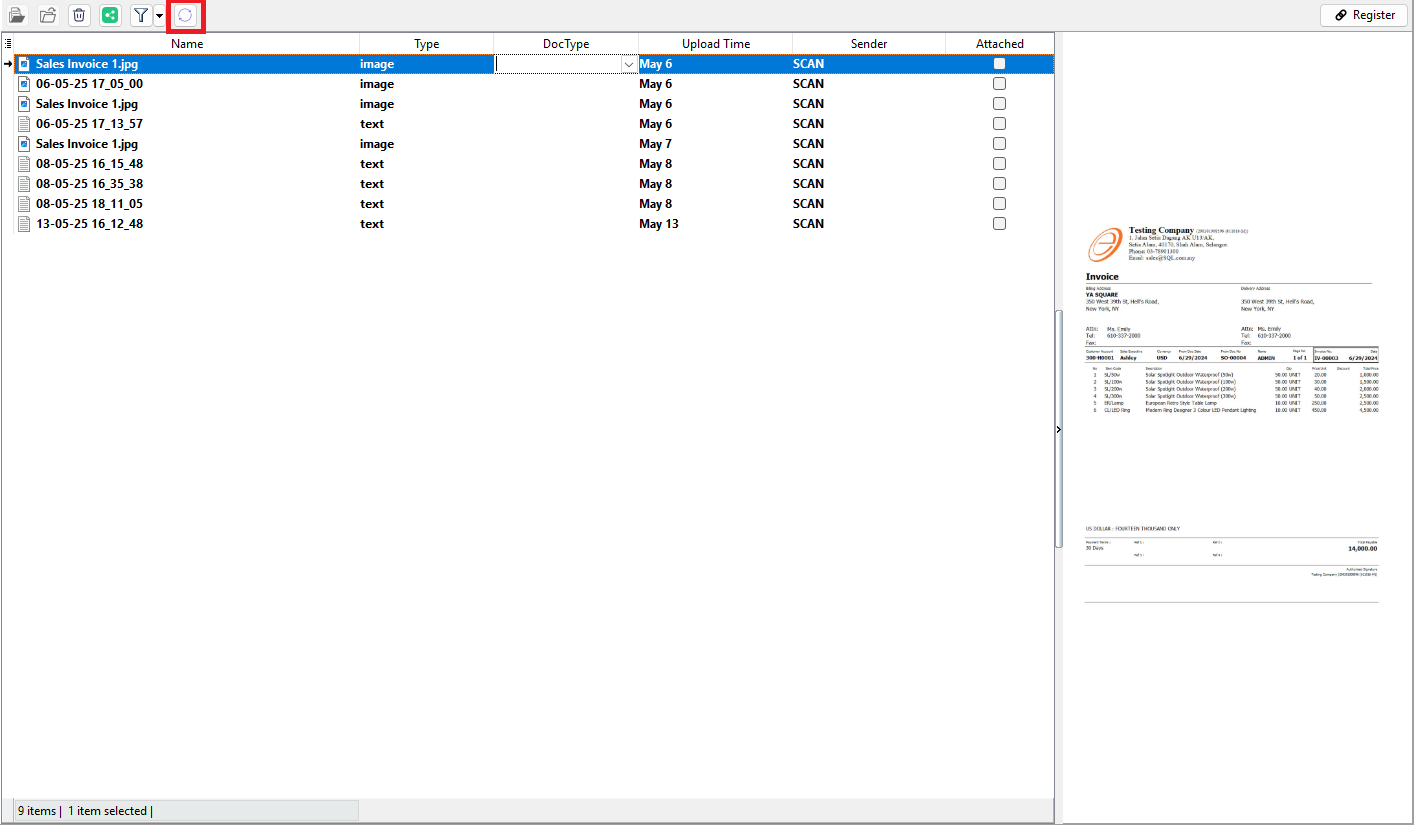 Register
Name Type DocType Upload Time Sender Attached
Sales Invoice 1.jpg image May 6 SCAN
06-05-25 17_05_00 image May 6 SCAN
Sales Invoice 1.jpg image May 6 SCAN
06-05-25 17_13_57 text May 6 SCAN
Sales Invoice 1.jpg image May 7 SCAN
08-05-25 16_15_48 text May 8 SCAN
08-05-25 16_35_38 text May 8 SCAN
08-05-25 18_11_05 text May 8 SCAN
13-05-25 16_12_48 text May 13 SCAN
9 items | 1 item selected |
Testing Company
1, Jalan Setia Dagang AK U13/AK,
Setia Alam, 40170, Shah Alam, Selangor.
Phone: 03-78901300
Email: sales@SQL.com.my
Invoice
Billing Address Delivery Address
YA SQUARE
350 West 39th St, Hell's Road, 350 West 39th St, Hell's Road,
New York, NY New York, NY
Attn: Ms. Emily Attn: Ms. Emily
Tel: 610-337-2000 Tel: 610-337-2000
Fax: Fax:
Customer Account Sales Executive Currency From Doc Date From Doc No Name Page No Invoice No. Date
300-H0001 Ashley USD 6/29/2024 SO-00004 ADMIN 1 of 1 IV-00003 6/29/2024
No Item Code Description Qty Price/Unit Discount Total Price
1 SL/50w Solar Spotlight Outdoor Waterproof (50w) 50.00 UNIT 20.00 1,000.00
2 SL/100w Solar Spotlight Outdoor Waterproof (100w) 50.00 UNIT 30.00 1,500.00
3 SL/200w Solar Spotlight Outdoor Waterproof (200w) 50.00 UNIT 40.00 2,000.00
4 SL/300w Solar Spotlight Outdoor Waterproof (300w) 50.00 UNIT 50.00 2,500.00
5 ER/Lamp European Retro Style Table Lamp 10.00 UNIT 250.00 2,500.00
6 CL/LED Ring Modern Ring Designer 3 Colour LED Pendant Lighting 10.00 UNIT 450.00 4,500.00
US DOLLAR : FOURTEEN THOUSAND ONLY
Payment Terms : Ref 1 : Ref 3 : Total Payable
30 Days 14,000.00
Ref 2 : Ref 4 :
Authorised Signature
Testing Company